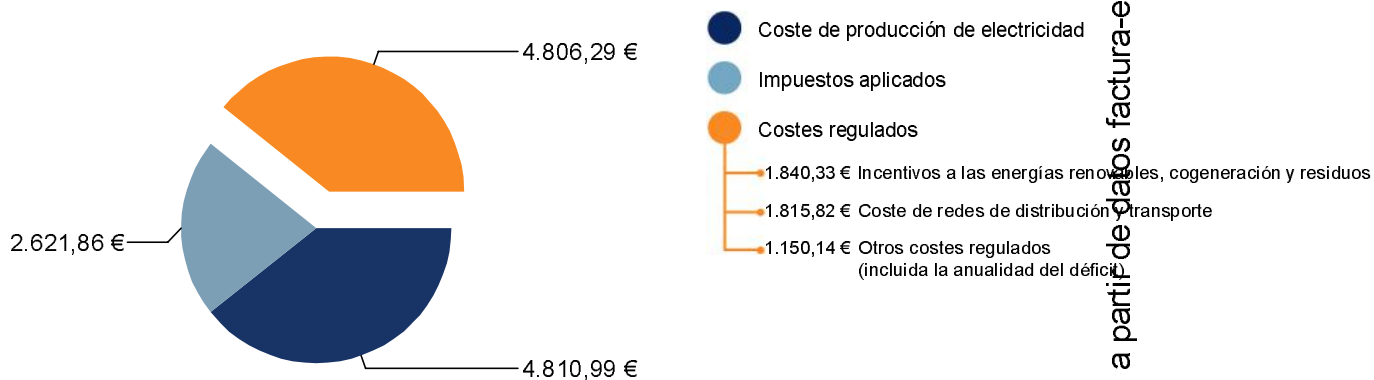 4.806,29 €
2.621,86 €
4.810,99 €
Coste de producción de electricidad
Impuestos aplicados
Costes regulados
1.840,33 € Incentivos a las energías renovables, cogeneración y residuos
1.815,82 € Coste de redes de distribución y transporte
1.150,14 € Otros costes regulados
(incluida la anualidad del déficit)
a partir de datos factura-e